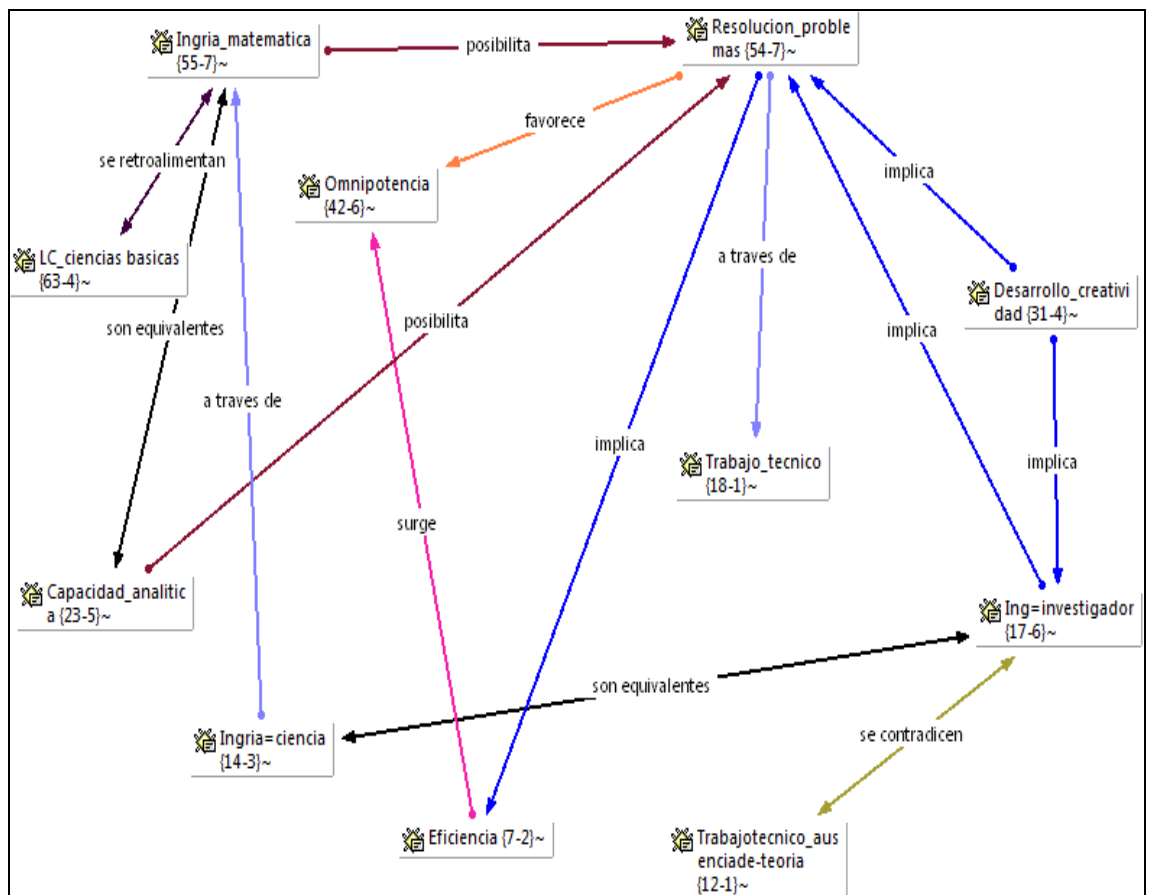 Ingria_matematica
{55-7}~
posibilita
Resolucion_proble
mas {54-7}~
favorece
se retroalimentan
implica
Omnipotencia
{42-6}~
LC_ciencias basicas
{63-4}~
a traves de
Desarrollo_creativi
dad {31-4}~
son equivalentes
posibilita
implica
a traves de
implica
Trabajo_tecnico
{18-1}~
implica
surge
Capacidad_analitic
a {23-5}~
Ing=investigador
{17-6}~
son equivalentes
Ingria=ciencia
{14-3}~
se contradicen
Eficiencia {7-2}~
Trabajotecnico_aus
enciade-teoria
{12-1}~